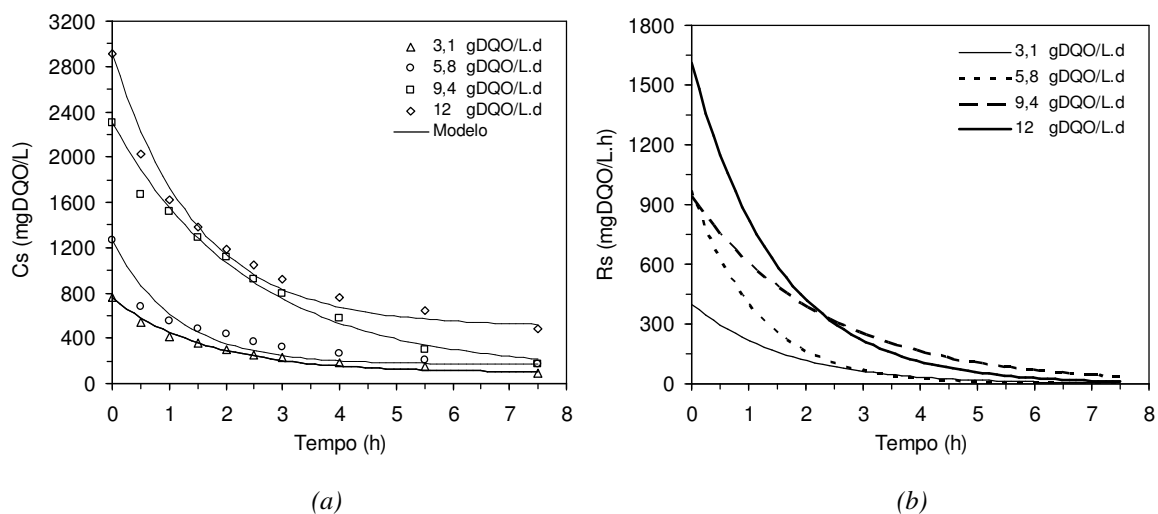 3200
2800
2400
2000
1600
1200
800
400
0
Cs (mgDQO/L)
0 1 2 3 4 5 6 7 8
Tempo (h)
3,1 gDQO/L.d
5,8 gDQO/L.d
9,4 gDQO/L.d
12 gDQO/L.d
Modelo
(a)
1800
1500
1200
900
600
300
0
Rs (mgDQO/L.h)
0 1 2 3 4 5 6 7 8
Tempo (h)
3,1 gDQO/L.d
5,8 gDQO/L.d
9,4 gDQO/L.d
12 gDQO/L.d
(b)